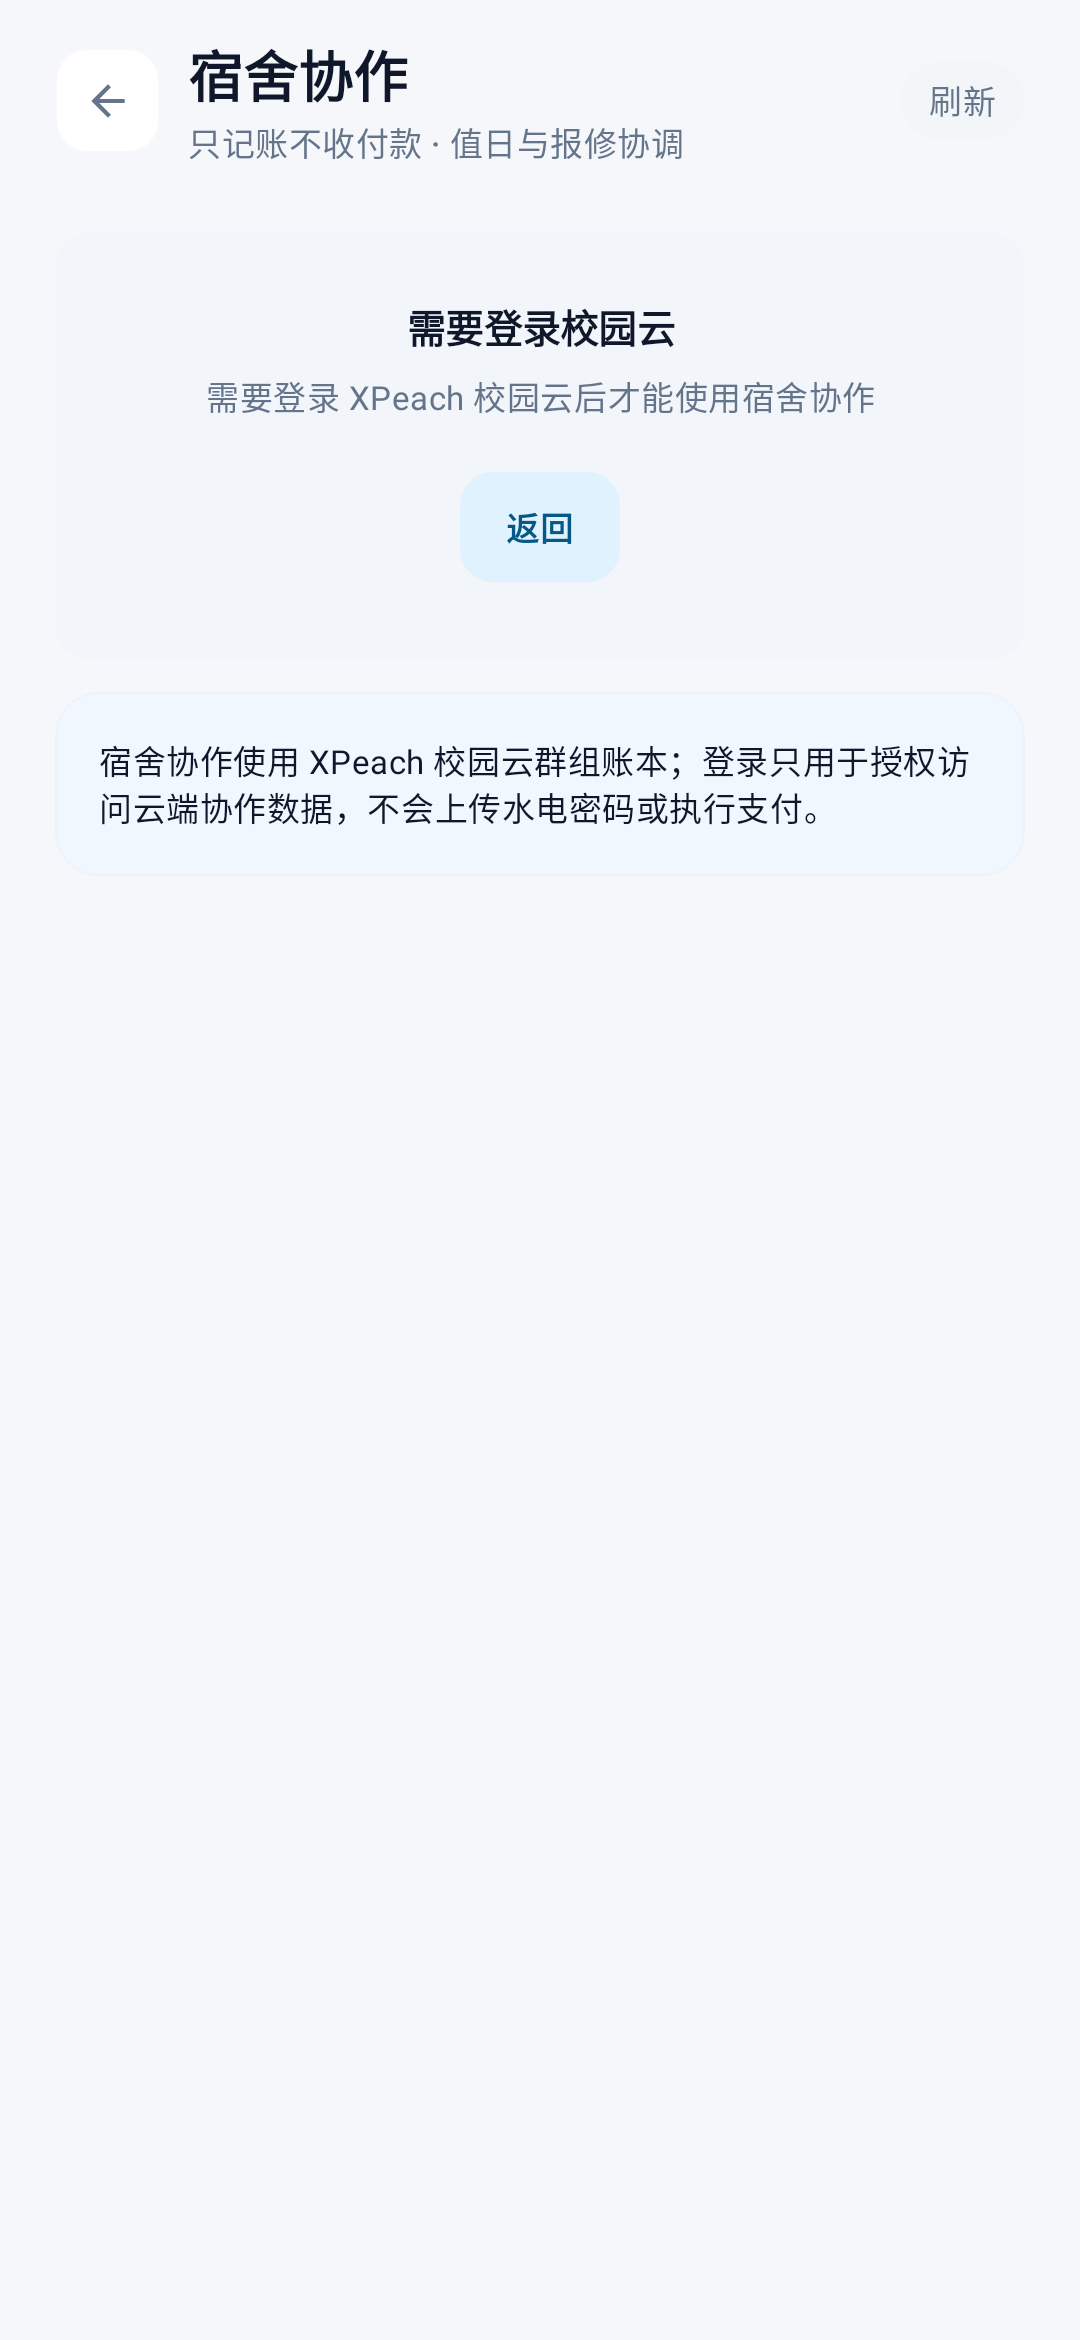 宿舍协作
只记账不收付款 · 值日与报修协调
刷新
需要登录校园云
需要登录 XPeach 校园云后才能使用宿舍协作
返回
宿舍协作使用 XPeach 校园云群组账本；登录只用于授权访
问云端协作数据，不会上传水电密码或执行支付。